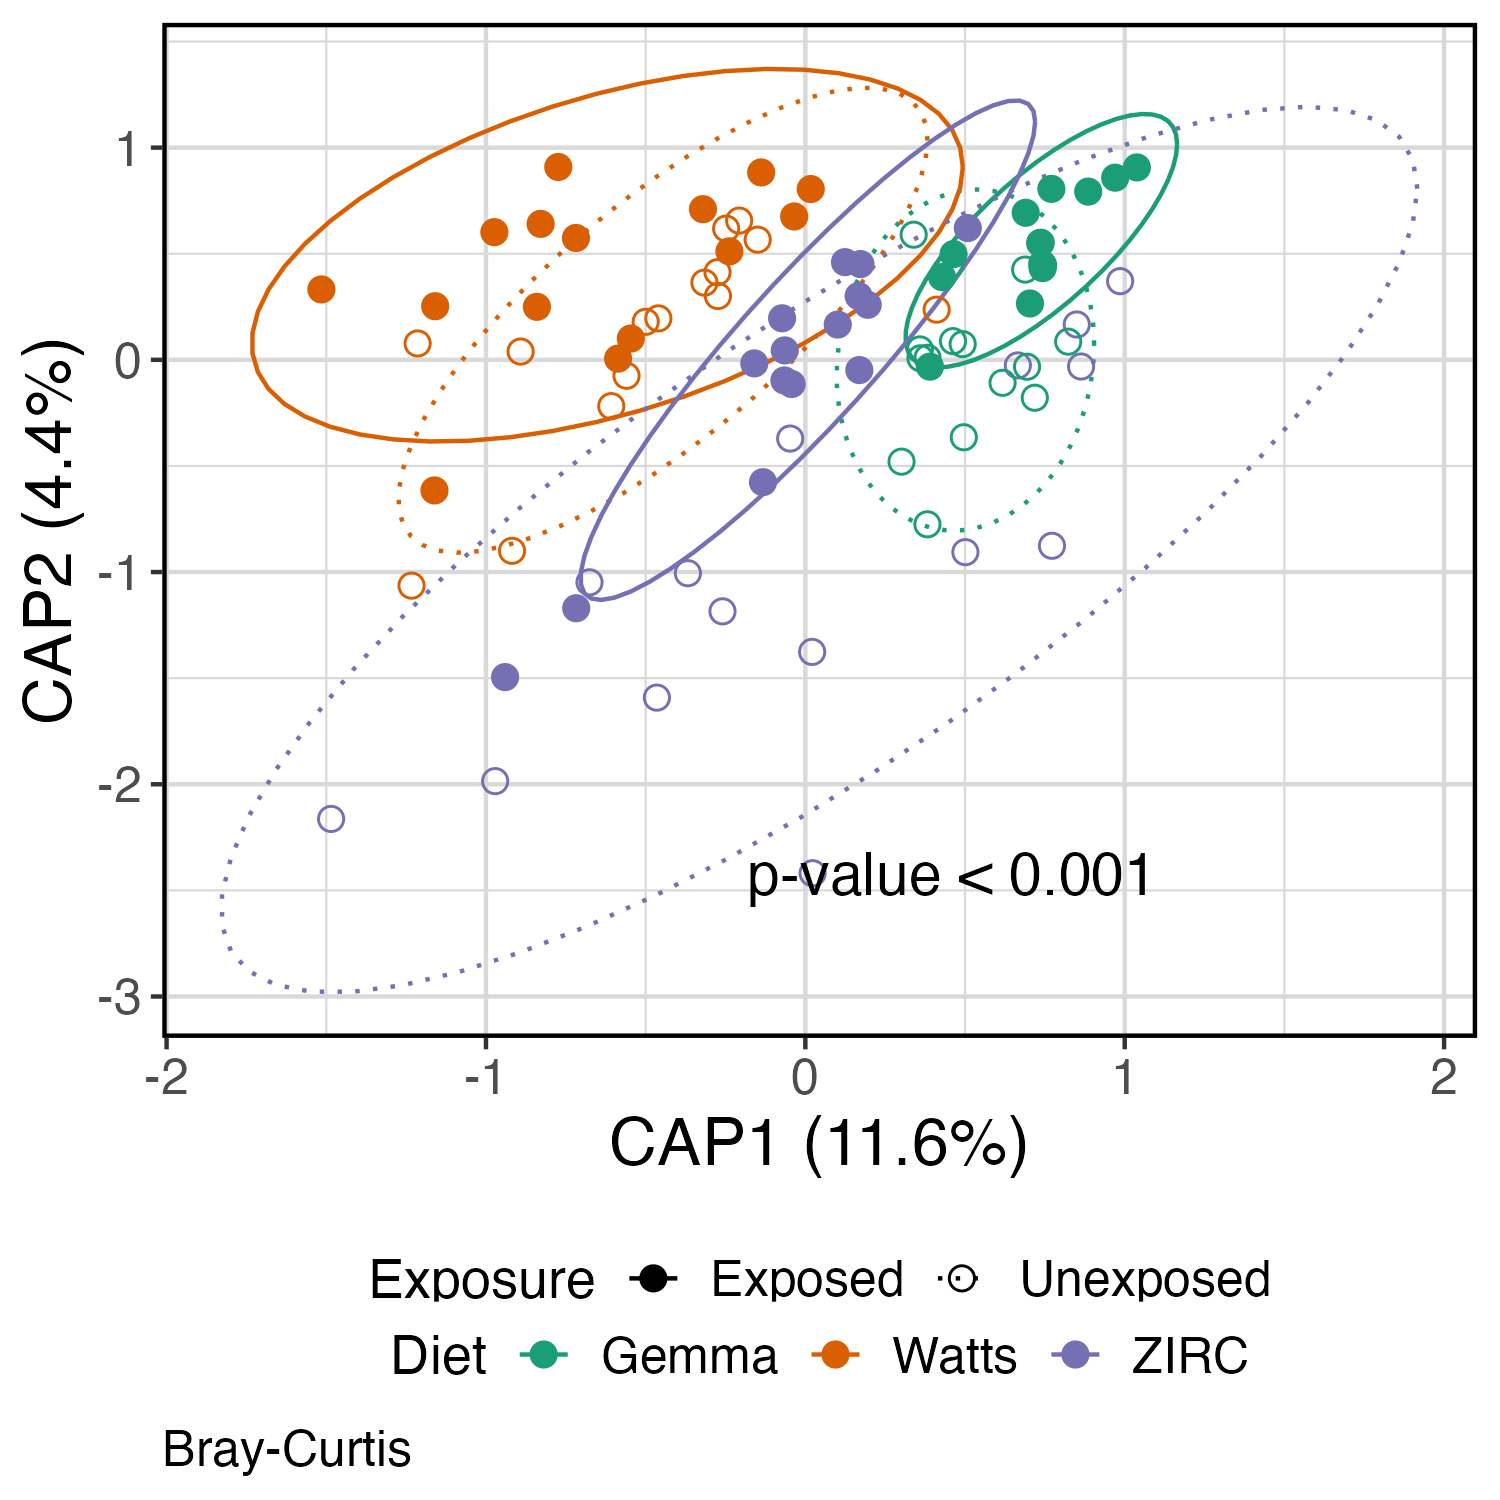 1
0
-1
-2
-3
CAP2 (4.4%)
p-value < 0.001
-2 -1 0 1 2
CAP1 (11.6%)
Exposure Exposed Unexposed
Diet Gemma Watts ZIRC
Bray-Curtis